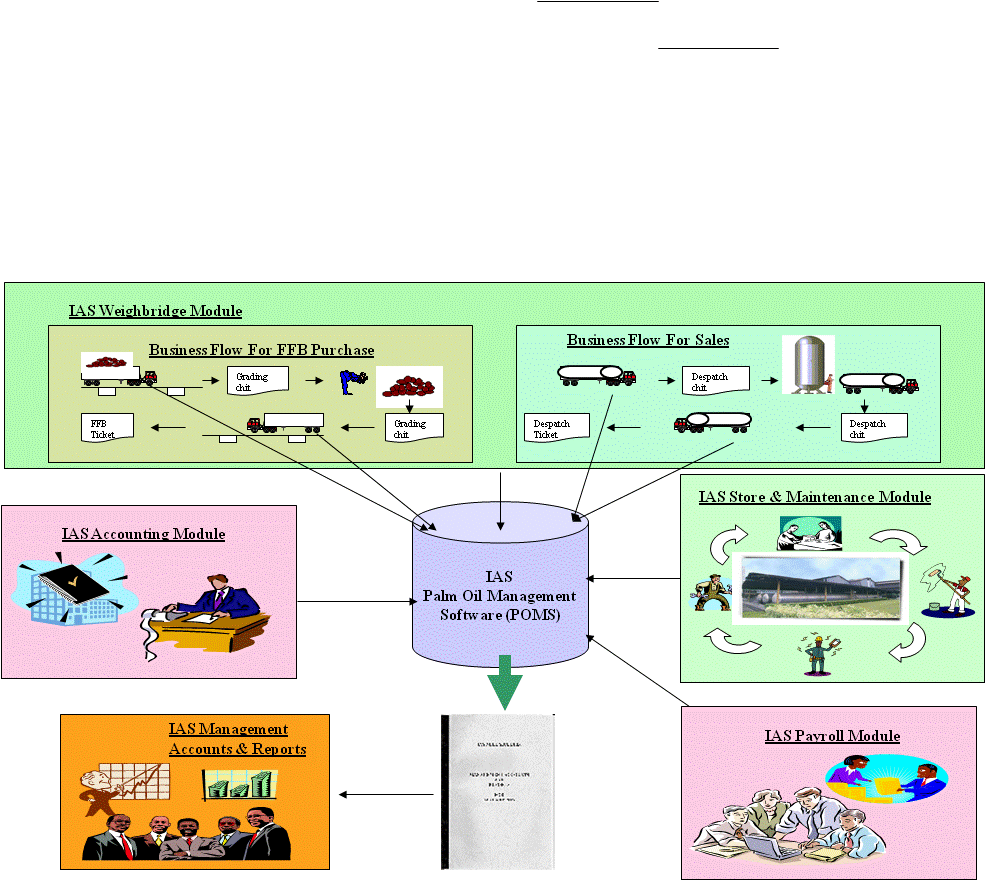 IAS Weighbridge Module
Business Flow For FFB Purchase
Grading
chit
FFB
Ticket
Grading
chit
Business Flow For Sales
Despatch
chit
Despatch
Ticket
Despatch
chit
IAS Accounting Module
IAS
Palm Oil Management
Software (POMS)
IAS Store & Maintenance Module
IAS Management
Accounts & Reports
IAS Payroll Module